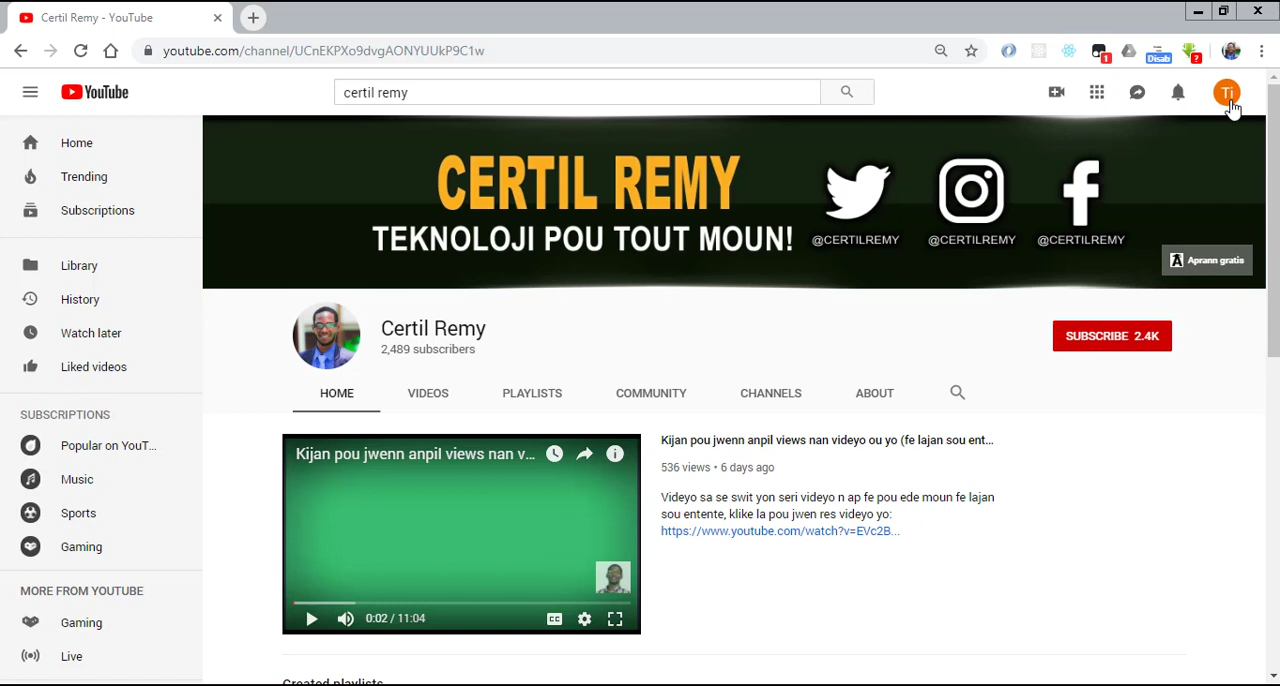 Certil Remy - YouTube
youtube.com/channel/UCnEKPXo9dvgAONYUUkP9C1w
1
Disab
?
YouTube
certil remy
Ti
Home
Trending
Subscriptions
Library
History
Watch later
Liked videos
SUBSCRIPTIONS
Popular on YouT...
Music
Sports
Gaming
MORE FROM YOUTUBE
Gaming
Live
CERTIL REMY
TEKNOLOJI POU TOUT MOUN!
@CERTILREMY
@CERTILREMY
@CERTILREMY
Aprann gratis
Certil Remy
2,489 subscribers
SUBSCRIBE 2.4K
HOME
VIDEOS
PLAYLISTS
COMMUNITY
CHANNELS
ABOUT
Kijan pou jwenn anpil views nan v...
0:02 / 11:04
CC
Kijan pou jwenn anpil views nan videyo ou yo (fe lajan sou ent...
536 views • 6 days ago
Videyo sa se swit yon seri videyo n ap fe pou ede moun fe lajan
sou entente, klike la pou jwen res videyo yo:
https://www.youtube.com/watch?v=EVc2B...
Created playlists